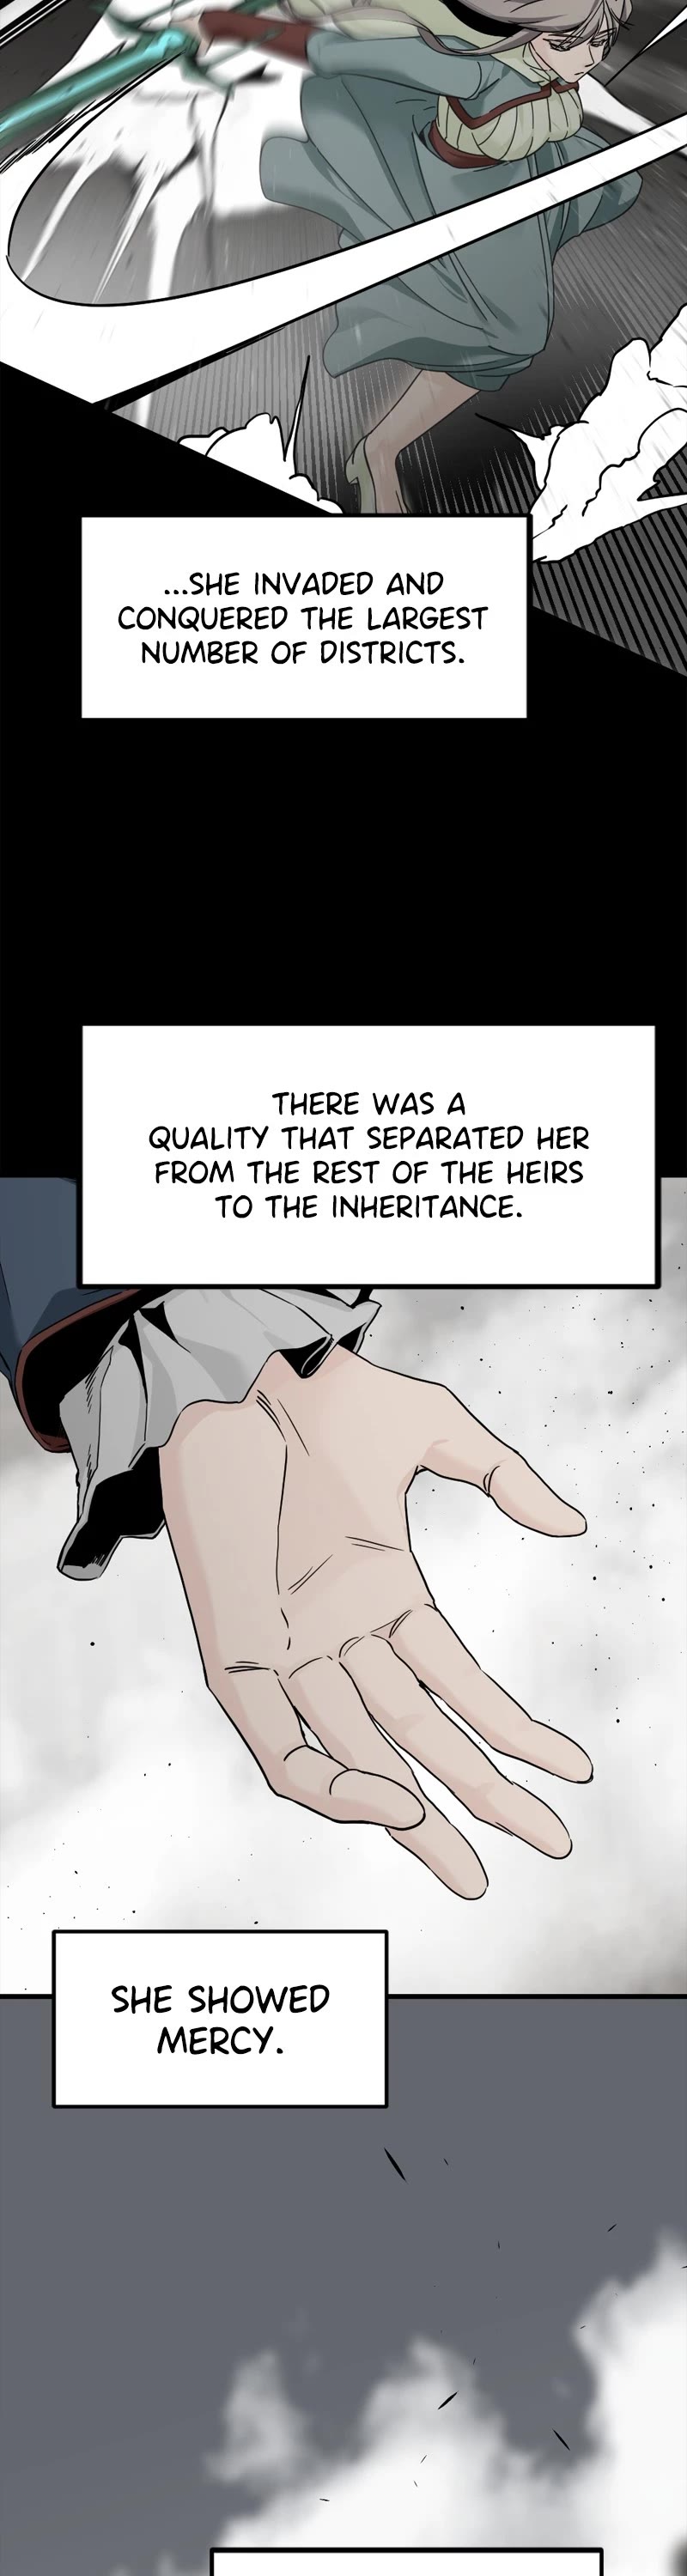 ...SHE INVADED AND
CONQUERED THE LARGEST
NUMBER OF DISTRICTS.
THERE WAS A
QUALITY THAT SEPARATED HER
FROM THE REST OF THE HEIRS
TO THE INHERITANCE.
SHE SHOWED
MERCY.